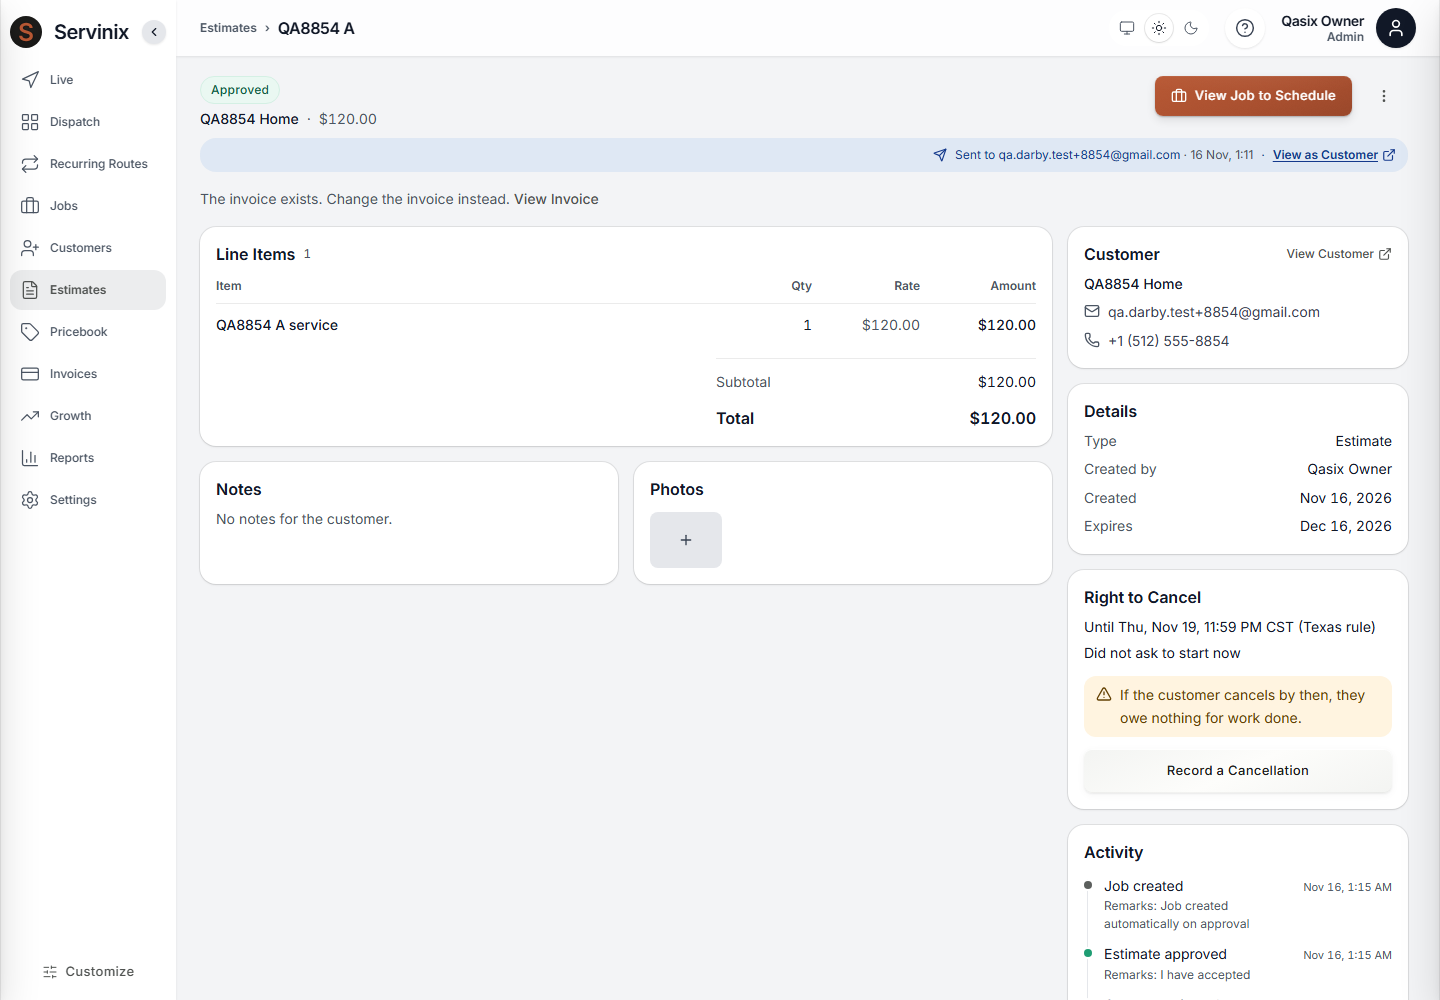 S Servinix
Live
Dispatch
Recurring Routes
Jobs
Customers
Estimates
Pricebook
Invoices
Growth
Reports
Settings
Customize
Estimates › QA8854 A
Qasix Owner
Admin
Approved
QA8854 Home · $120.00
View Job to Schedule
Sent to qa.darby.test+8854@gmail.com · 16 Nov, 1:11 · View as Customer
The invoice exists. Change the invoice instead. View Invoice
Line Items 1
Item Qty Rate Amount
QA8854 A service 1 $120.00 $120.00
Subtotal $120.00
Total $120.00
Notes
No notes for the customer.
Photos
+
Customer View Customer
QA8854 Home
qa.darby.test+8854@gmail.com
+1 (512) 555-8854
Details
Type Estimate
Created by Qasix Owner
Created Nov 16, 2026
Expires Dec 16, 2026
Right to Cancel
Until Thu, Nov 19, 11:59 PM CST (Texas rule)
Did not ask to start now
If the customer cancels by then, they
owe nothing for work done.
Record a Cancellation
Activity
Job created Nov 16, 1:15 AM
Remarks: Job created
automatically on approval
Estimate approved Nov 16, 1:15 AM
Remarks: I have accepted